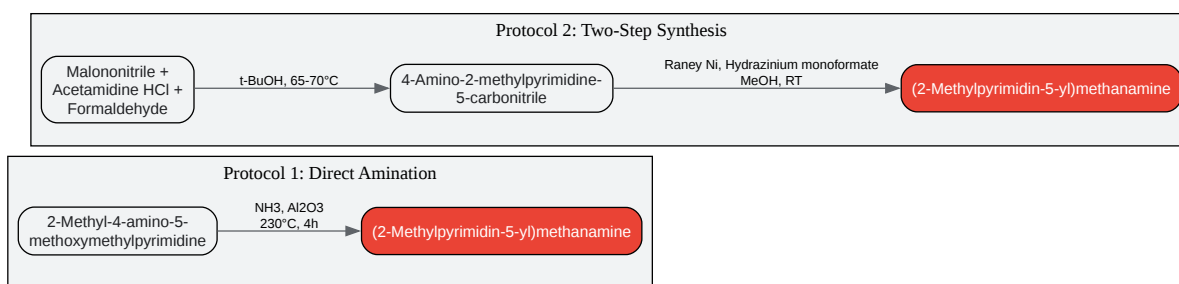 Protocol 2: Two-Step Synthesis
Malononitrile +
Acetamidine HCl +
Formaldehyde
t-BuOH, 65-70°C
4-Amino-2-methylpyrimidine-
5-carbonitrile
Raney Ni, Hydrazinium monoformate
MeOH, RT
(2-Methylpyrimidin-5-yl)methanamine
Protocol 1: Direct Amination
2-Methyl-4-amino-5-
methoxymethylpyrimidine
NH3, Al2O3
230°C, 4h
(2-Methylpyrimidin-5-yl)methanamine